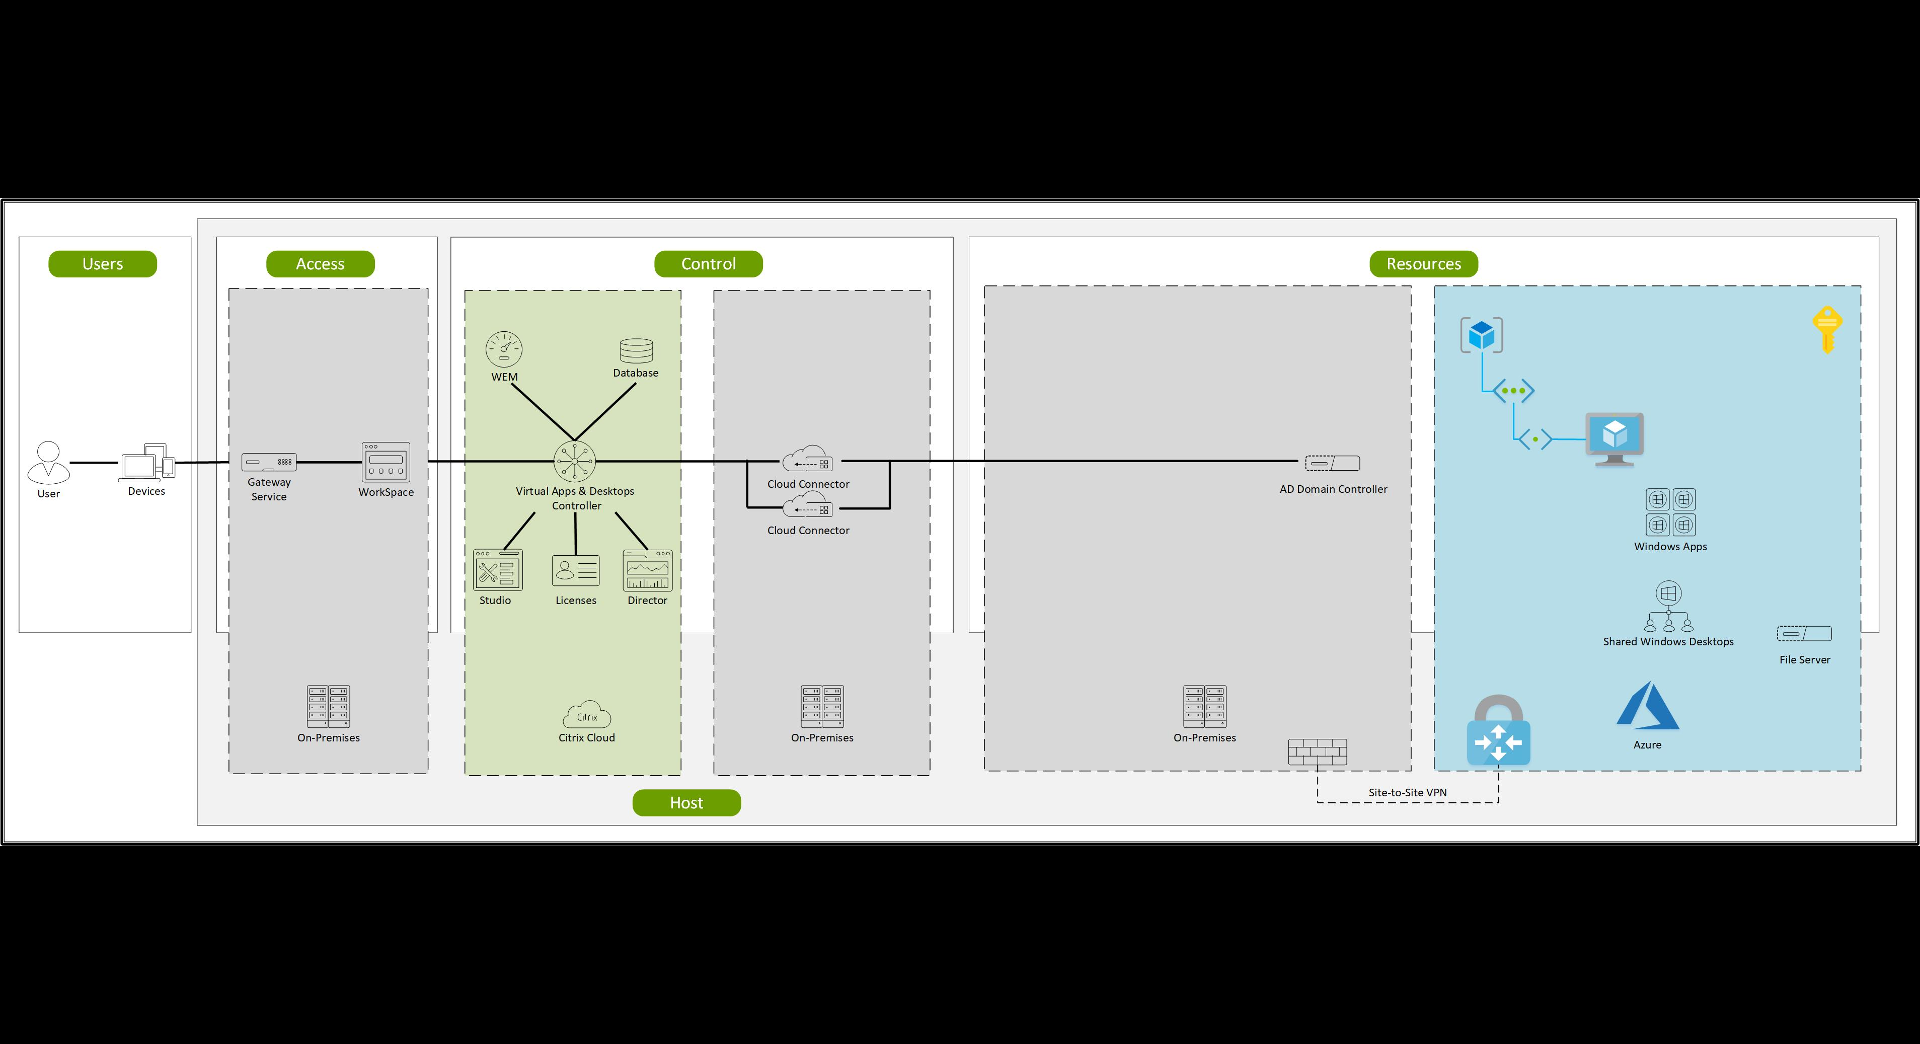 Users
Access
Control
Resources
WEM
Database
User
Devices
Gateway
Service
WorkSpace
Virtual Apps & Desktops
Controller
Cloud Connector
Cloud Connector
AD Domain Controller
Windows Apps
Studio
Licenses
Director
Shared Windows Desktops
File Server
On-Premises
Citrix
Citrix Cloud
On-Premises
On-Premises
Azure
Site-to-Site VPN
Host